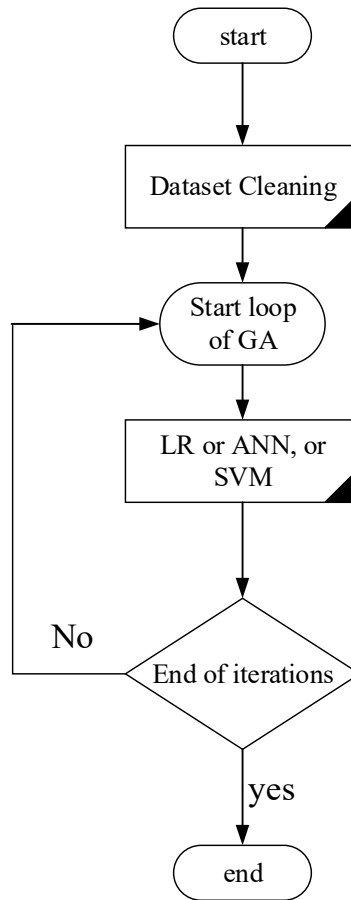 start
Dataset Cleaning
Start loop
of GA
LR or ANN, or
SVM
No
End of iterations
yes
end